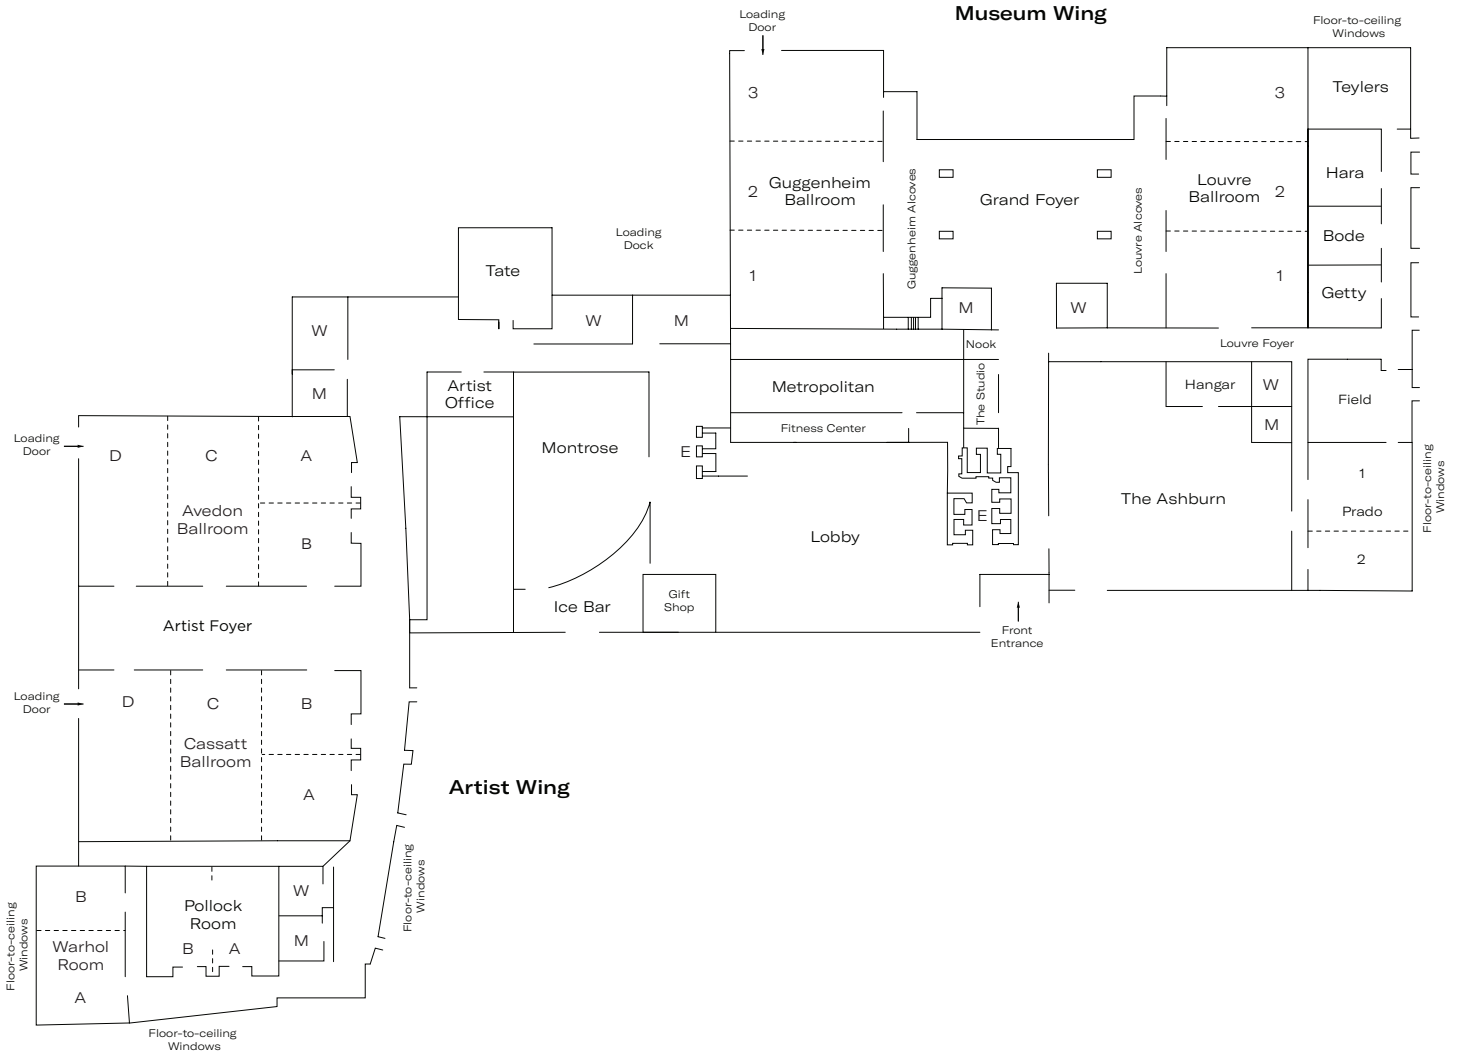 Museum Wing
Loading
Door
Floor-to-ceiling
Windows
3
3
Teylers
Guggenheim
Ballroom
2
Guggenheim Alcoves
Grand Foyer
Louvre Alcoves
Louvre
Ballroom
2
Hara
Bode
1
1
Getty
Loading
Dock
Tate
W
W
M
M
W
Nook
Louvre Foyer
M
Artist
Office
Metropolitan
The Studio
Hangar
W
Field
Fitness Center
M
Loading
Door
D
C
A
Avedon
Ballroom
B
Montrose
E
Lobby
E
The Ashburn
1
Prado
2
Floor-to-ceiling
Windows
Artist Foyer
Ice Bar
Gift
Shop
Front
Entrance
Loading
Door
D
C
B
Cassatt
Ballroom
A
Artist Wing
Floor-to-ceiling
Windows
B
Warhol
Room
A
Pollock
Room
B
A
W
M
Floor-to-ceiling
Windows
Floor-to-ceiling
Windows